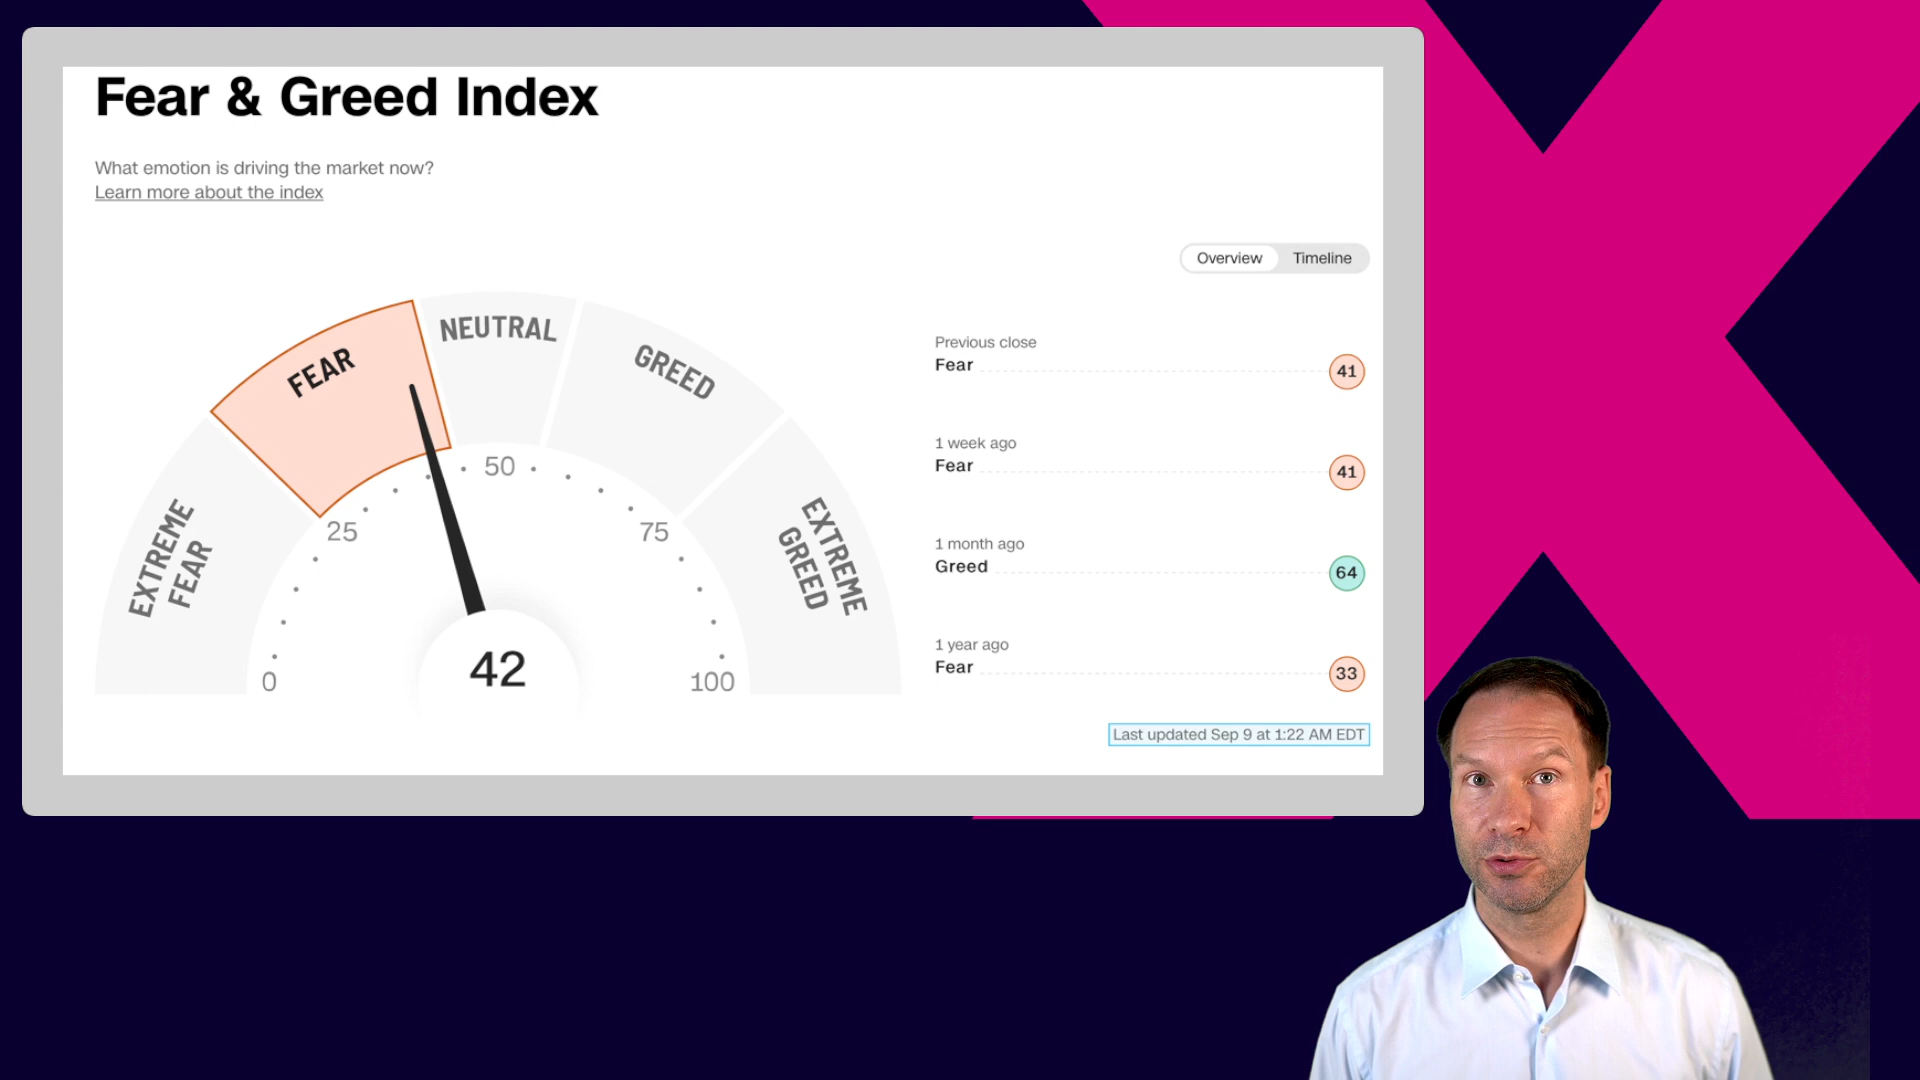 Fear & Greed Index
What emotion is driving the market now?
Learn more about the index
Overview
Timeline
EXTREME
FEAR
FEAR
NEUTRAL
GREED
EXTREME
GREED
0
25
50
75
100
42
Previous close
Fear
41
1 week ago
Fear
41
1 month ago
Greed
64
1 year ago
Fear
33
Last updated Sep 9 at 1:22 AM EDT